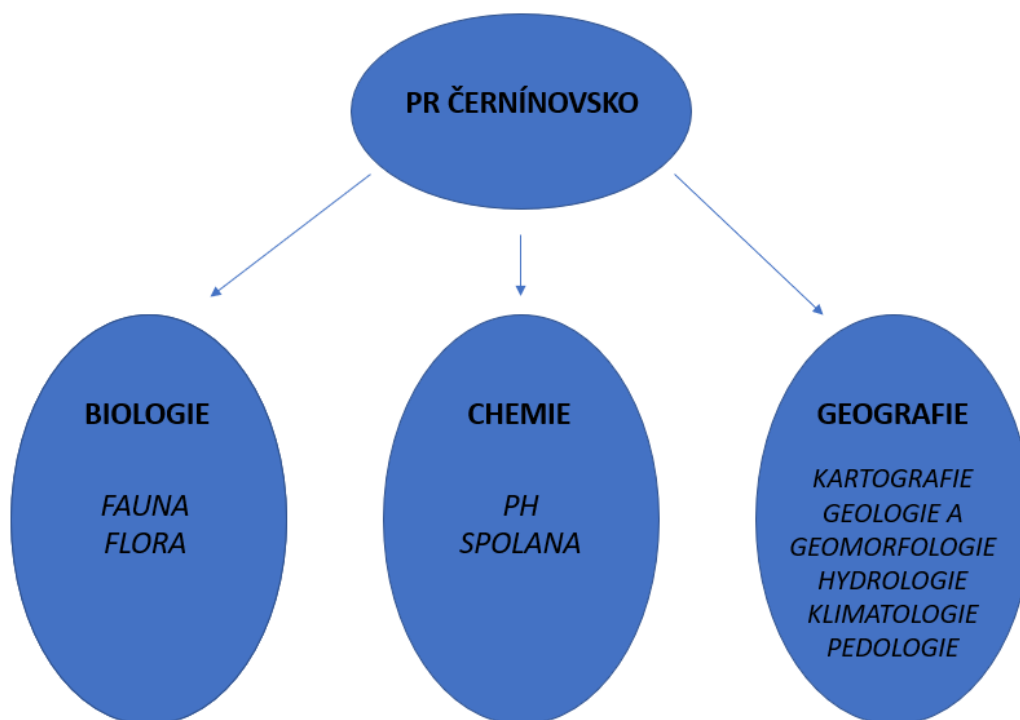 PR ČERNÍNOVSKO
BIOLOGIE
FAUNA
FLORA
CHEMIE
PH
SPOLANA
GEOGRAFIE
KARTOGRAFIE
GEOLOGIE A
GEOMORFOLOGIE
HYDROLOGIE
KLIMATOLOGIE
PEDOLOGIE